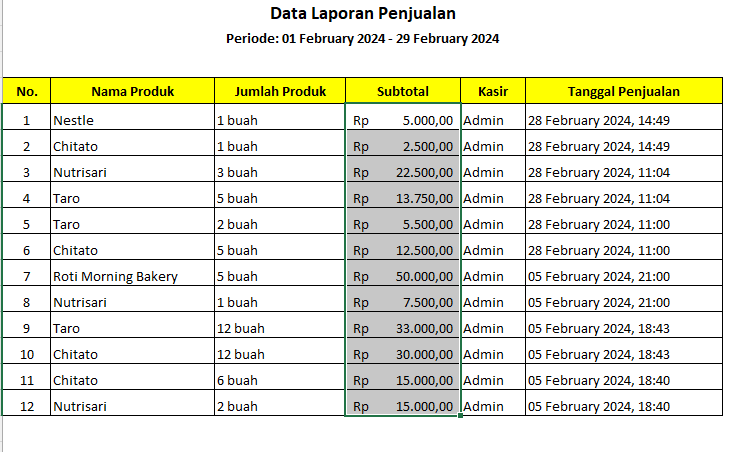 Data Laporan Penjualan
Periode: 01 February 2024 - 29 February 2024
No. Nama Produk Jumlah Produk Subtotal Kasir Tanggal Penjualan
1 Nestle 1 buah Rp 5.000,00 Admin 28 February 2024, 14:49
2 Chitato 1 buah Rp 2.500,00 Admin 28 February 2024, 14:49
3 Nutrisari 3 buah Rp 22.500,00 Admin 28 February 2024, 11:04
4 Taro 5 buah Rp 13.750,00 Admin 28 February 2024, 11:04
5 Taro 2 buah Rp 5.500,00 Admin 28 February 2024, 11:00
6 Chitato 5 buah Rp 12.500,00 Admin 28 February 2024, 11:00
7 Roti Morning Bakery 5 buah Rp 50.000,00 Admin 05 February 2024, 21:00
8 Nutrisari 1 buah Rp 7.500,00 Admin 05 February 2024, 21:00
9 Taro 12 buah Rp 33.000,00 Admin 05 February 2024, 18:43
10 Chitato 12 buah Rp 30.000,00 Admin 05 February 2024, 18:43
11 Chitato 6 buah Rp 15.000,00 Admin 05 February 2024, 18:40
12 Nutrisari 2 buah Rp 15.000,00 Admin 05 February 2024, 18:40